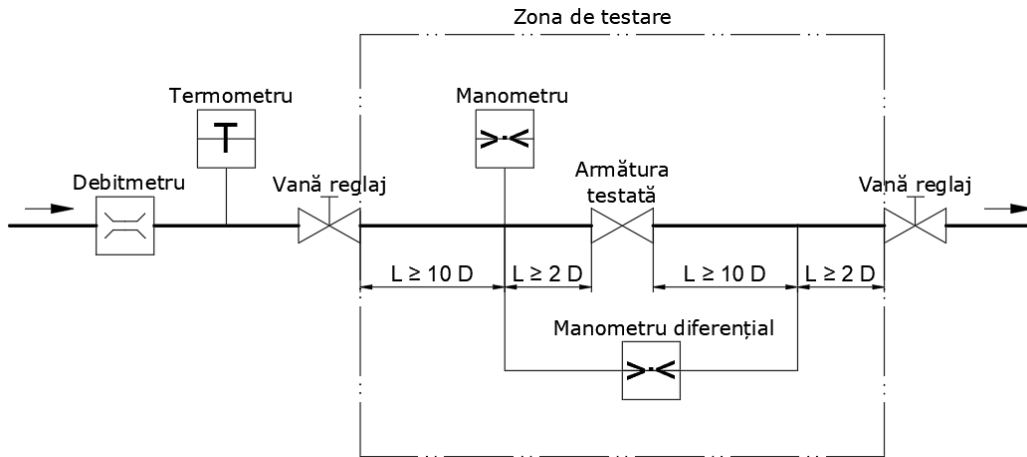 Zona de testare
Termometru
Manometru
T
Armătura
testată
Debitmetru
Vană reglaj
Vană reglaj
L ≥ 10 D
L ≥ 2 D
L ≥ 10 D
L ≥ 2 D
Manometru diferențial